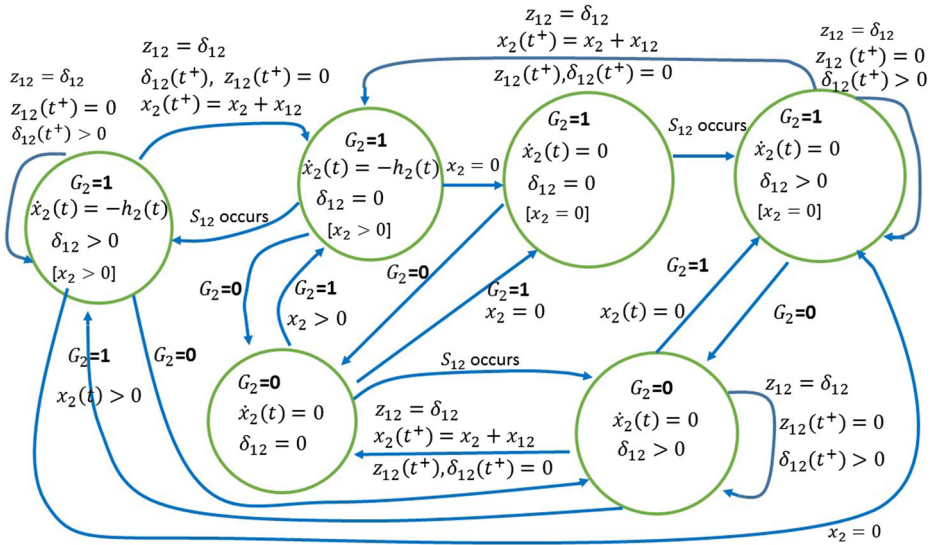 z₁₂ = δ₁₂
x₂(t⁺) = x₂ + x₁₂
z₁₂(t⁺),δ₁₂(t⁺) = 0
z₁₂ = δ₁₂
z₁₂ (t⁺) = 0
δ₁₂(t⁺) > 0
z₁₂ = δ₁₂
δ₁₂(t⁺), z₁₂(t⁺) = 0
x₂(t⁺) = x₂ + x₁₂
z₁₂ = δ₁₂
z₁₂(t⁺) = 0
δ₁₂(t⁺) > 0
G₂=1
ẋ₂(t) = −h₂(t)
δ₁₂ > 0
[x₂ > 0]
S₁₂ occurs
G₂=1
ẋ₂(t) = −h₂(t)
δ₁₂ = 0
[x₂ > 0]
x₂ = 0
G₂=1
ẋ₂(t) = 0
δ₁₂ = 0
[x₂ = 0]
S₁₂ occurs
G₂=1
ẋ₂(t) = 0
δ₁₂ > 0
[x₂ = 0]
G₂=0
G₂=1
x₂ > 0
G₂=0
G₂=1
x₂ = 0
G₂=1
x₂(t) = 0
G₂=0
G₂=1
x₂(t) > 0
G₂=0
G₂=0
ẋ₂(t) = 0
δ₁₂ = 0
S₁₂ occurs
z₁₂ = δ₁₂
x₂(t⁺) = x₂ + x₁₂
z₁₂(t⁺),δ₁₂(t⁺) = 0
G₂=0
ẋ₂(t) = 0
δ₁₂ > 0
z₁₂ = δ₁₂
z₁₂(t⁺) = 0
δ₁₂(t⁺) > 0
x₂ = 0